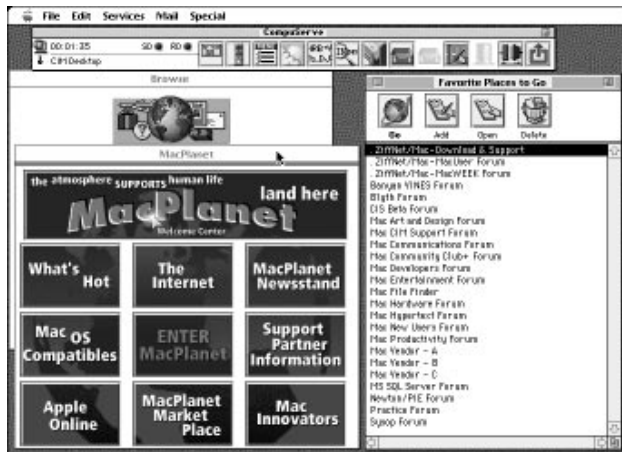 File Edit Services Mail Special
CompuServe
00:01:35 SD RD
CIM Desktop
Browse
MacPlanet
the atmosphere SUPPORTS human life
land here
MacPlanet
Welcome Center
What's Hot
The Internet
MacPlanet Newsstand
Mac OS Compatibles
ENTER MacPlanet
Support Partner Information
Apple Online
MacPlanet Market Place
Mac Innovators
Favorite Places to Go
Go Add Open Delete
. ZiffNet/Mac-Download & Support
. ZiffNet/Mac-MacUser Forum
. ZiffNet/Mac-MacWEEK Forum
Banyan VINES Forum
Blyth Forum
CIS Beta Forum
Mac Art and Design Forum
Mac CIM Support Forum
Mac Communications Forum
Mac Community Club+ Forum
Mac Developers Forum
Mac Entertainment Forum
Mac File Finder
Mac Hardware Forum
Mac Hypertext Forum
Mac New Users Forum
Mac Productivity Forum
Mac Vendor - A
Mac Vendor - B
Mac Vendor - C
MS SQL Server Forum
Newton/PIE Forum
Practice Forum
Sysop Forum